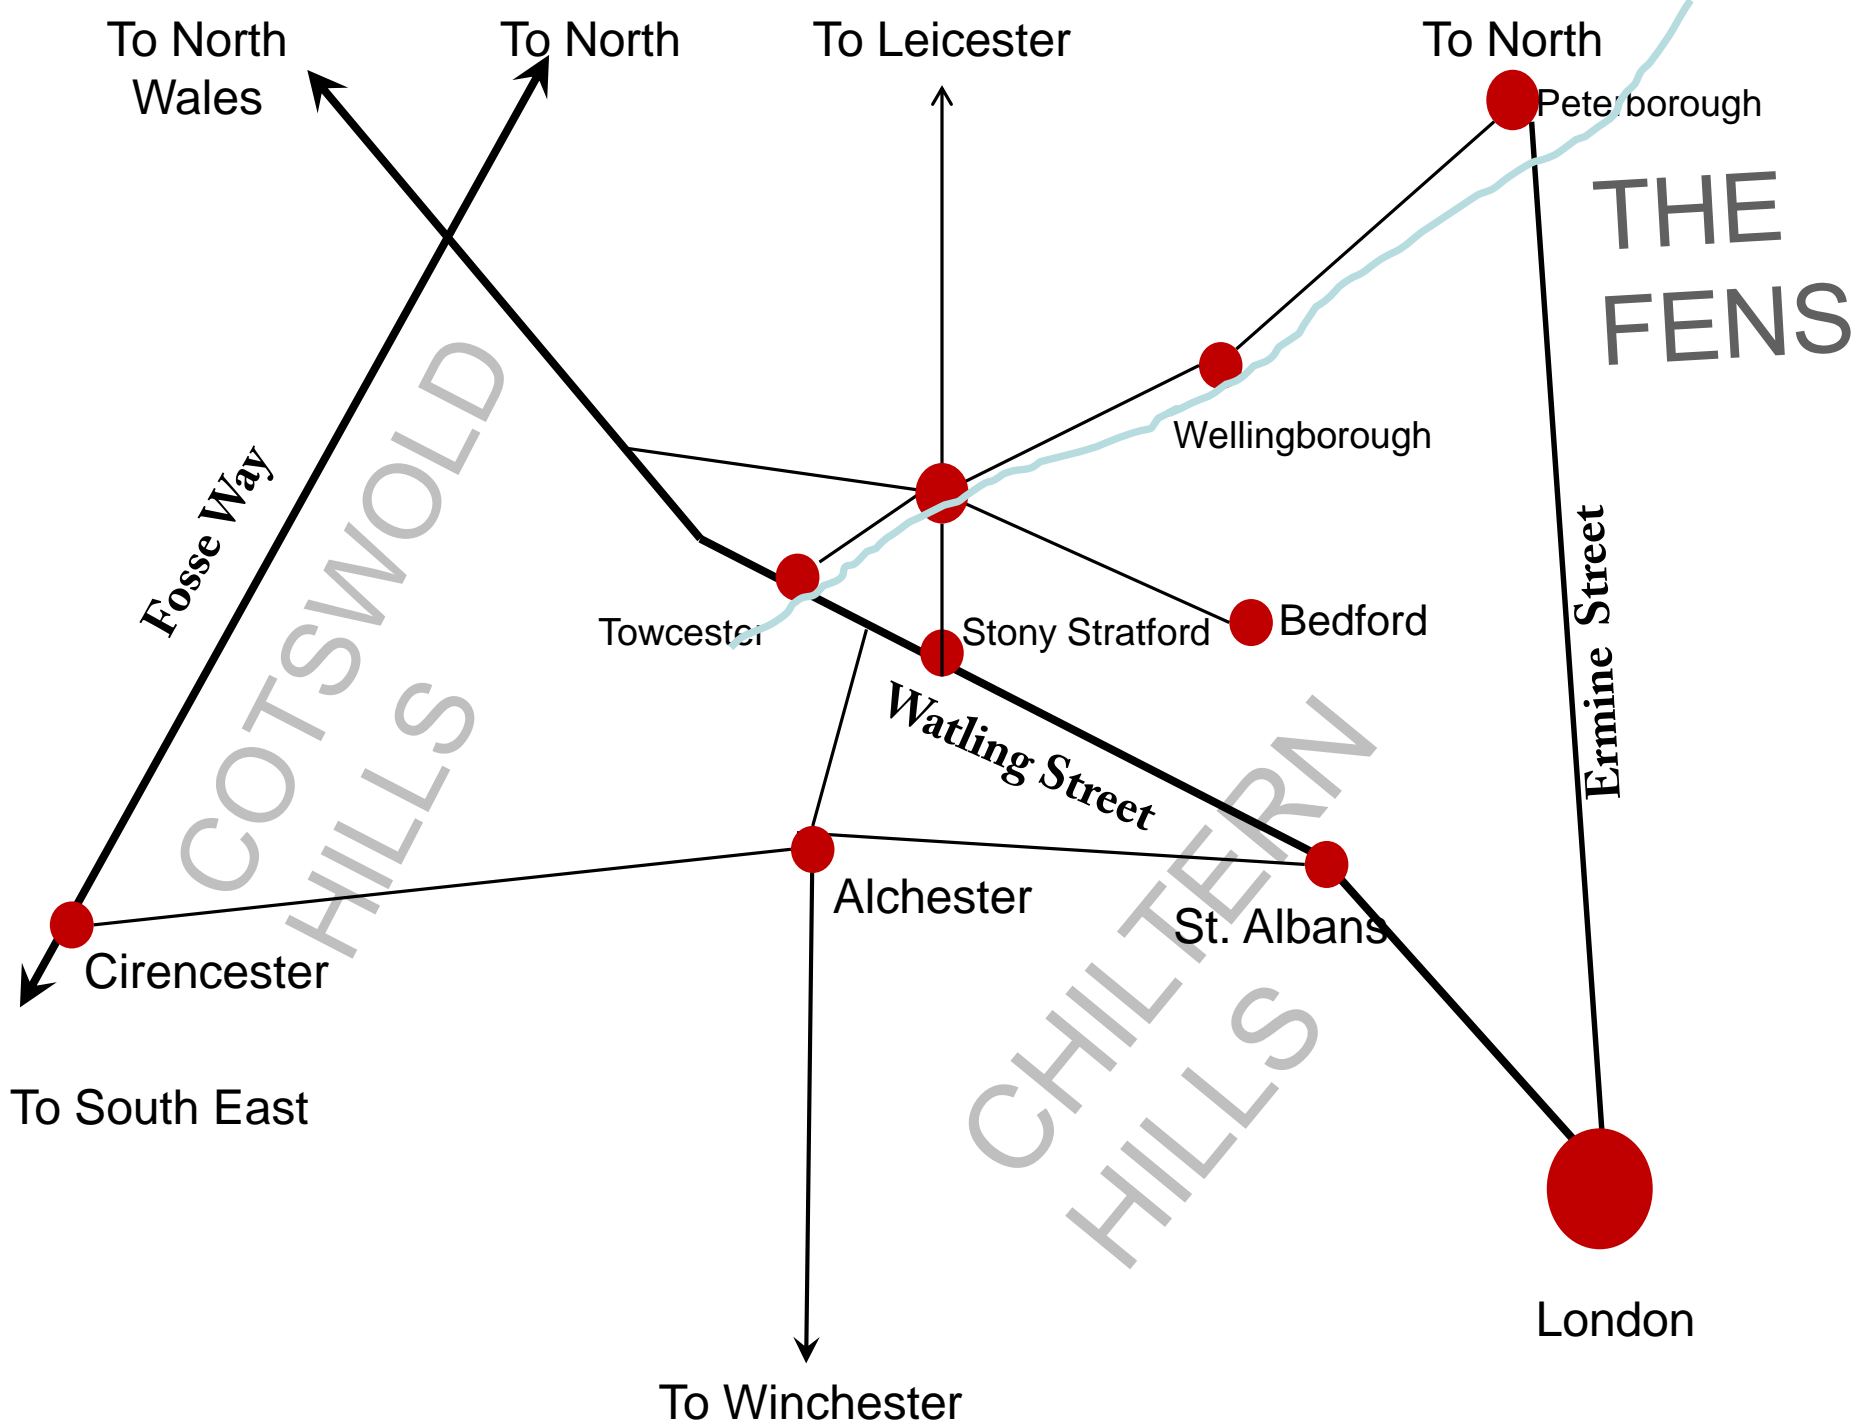 To North
Wales
To North
To Leicester
To North
Peterborough
THE
FENS
COTSWOLD
HILLS
Fosse Way
Wellingborough
Ermine Street
Towcester
Stony Stratford
Bedford
Watling Street
CHILTERN
HILLS
Alchester
St. Albans
Cirencester
To South East
London
To Winchester